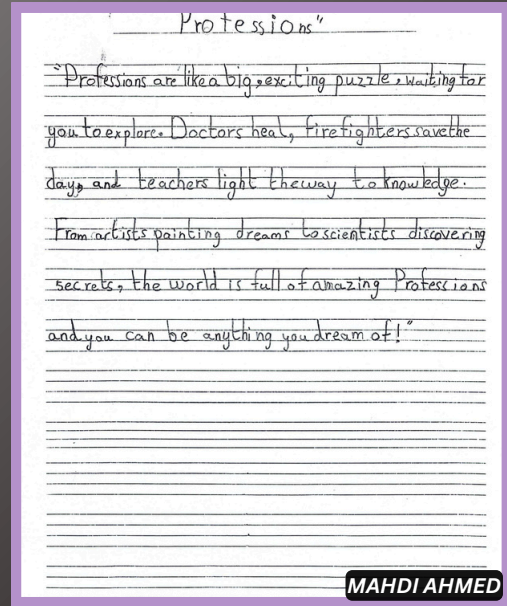 Professions"
"Professions are like a big, exciting puzzle, waiting for
you to explore. Doctors heal, firefighters save the
day, and teachers light the way to knowledge.
From artists painting dreams to scientists discovering
secrets, the world is full of amazing Professions
and you can be anything you dream of!"
MAHDI AHMED